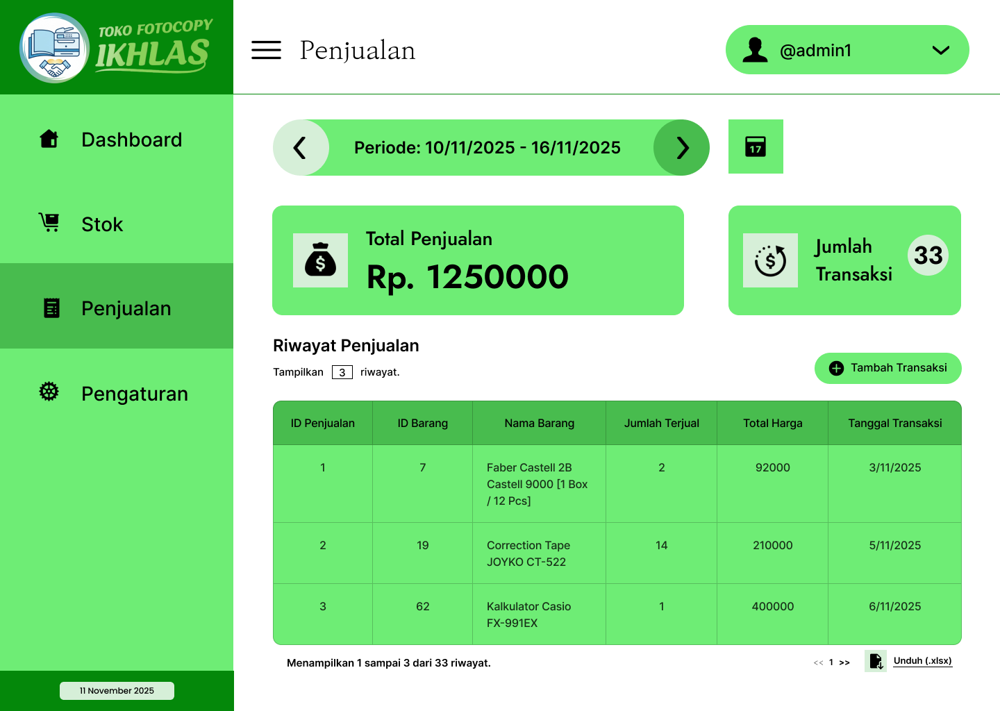 TOKO FOTOCOPY
IKHLAS
Penjualan
@admin1
Dashboard
Stok
Penjualan
Pengaturan
11 November 2025
Periode: 10/11/2025 - 16/11/2025
17
Total Penjualan
$
Rp. 1250000
$
Jumlah
Transaksi
33
Riwayat Penjualan
Tampilkan 3 riwayat.
Tambah Transaksi
ID Penjualan ID Barang Nama Barang Jumlah Terjual Total Harga Tanggal Transaksi
1 7 Faber Castell 2B 2 92000 3/11/2025
Castell 9000 [1 Box
/ 12 Pcs]
2 19 Correction Tape 14 210000 5/11/2025
JOYKO CT-522
3 62 Kalkulator Casio 1 400000 6/11/2025
FX-991EX
Menampilkan 1 sampai 3 dari 33 riwayat.
<< 1 >>
Unduh (.xlsx)